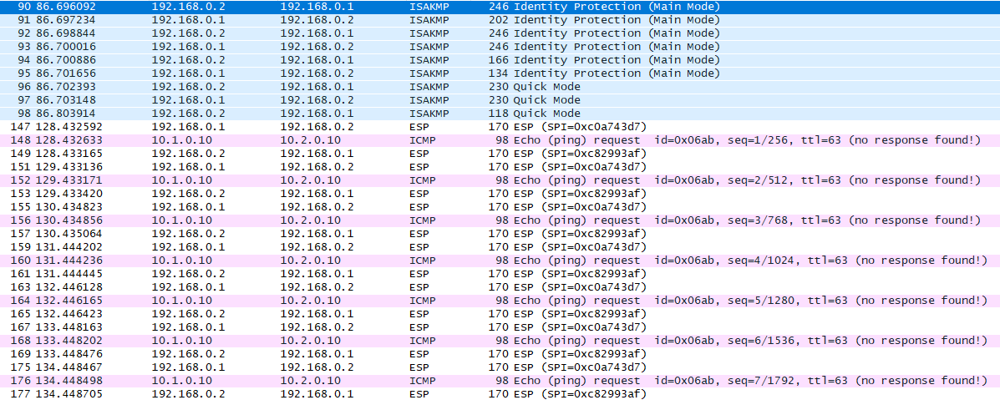 90 86.696092 192.168.0.2 192.168.0.1 ISAKMP 246 Identity Protection (Main Mode)
91 86.697234 192.168.0.1 192.168.0.2 ISAKMP 202 Identity Protection (Main Mode)
92 86.698844 192.168.0.2 192.168.0.1 ISAKMP 246 Identity Protection (Main Mode)
93 86.700016 192.168.0.1 192.168.0.2 ISAKMP 246 Identity Protection (Main Mode)
94 86.700886 192.168.0.2 192.168.0.1 ISAKMP 166 Identity Protection (Main Mode)
95 86.701656 192.168.0.1 192.168.0.2 ISAKMP 134 Identity Protection (Main Mode)
96 86.702393 192.168.0.2 192.168.0.1 ISAKMP 230 Quick Mode
97 86.703148 192.168.0.1 192.168.0.2 ISAKMP 230 Quick Mode
98 86.803914 192.168.0.2 192.168.0.1 ISAKMP 118 Quick Mode
147 128.432592 192.168.0.1 192.168.0.2 ESP 170 ESP (SPI=0xc0a743d7)
148 128.432633 10.1.0.10 10.2.0.10 ICMP 98 Echo (ping) request id=0x06ab, seq=1/256, ttl=63 (no response found!)
149 128.433165 192.168.0.2 192.168.0.1 ESP 170 ESP (SPI=0xc82993af)
151 129.433136 192.168.0.1 192.168.0.2 ESP 170 ESP (SPI=0xc0a743d7)
152 129.433171 10.1.0.10 10.2.0.10 ICMP 98 Echo (ping) request id=0x06ab, seq=2/512, ttl=63 (no response found!)
153 129.433420 192.168.0.2 192.168.0.1 ESP 170 ESP (SPI=0xc82993af)
155 130.434823 192.168.0.1 192.168.0.2 ESP 170 ESP (SPI=0xc0a743d7)
156 130.434856 10.1.0.10 10.2.0.10 ICMP 98 Echo (ping) request id=0x06ab, seq=3/768, ttl=63 (no response found!)
157 130.435064 192.168.0.2 192.168.0.1 ESP 170 ESP (SPI=0xc82993af)
159 131.444202 192.168.0.1 192.168.0.2 ESP 170 ESP (SPI=0xc0a743d7)
160 131.444236 10.1.0.10 10.2.0.10 ICMP 98 Echo (ping) request id=0x06ab, seq=4/1024, ttl=63 (no response found!)
161 131.444445 192.168.0.2 192.168.0.1 ESP 170 ESP (SPI=0xc82993af)
163 132.446128 192.168.0.1 192.168.0.2 ESP 170 ESP (SPI=0xc0a743d7)
164 132.446165 10.1.0.10 10.2.0.10 ICMP 98 Echo (ping) request id=0x06ab, seq=5/1280, ttl=63 (no response found!)
165 132.446423 192.168.0.2 192.168.0.1 ESP 170 ESP (SPI=0xc82993af)
167 133.448163 192.168.0.1 192.168.0.2 ESP 170 ESP (SPI=0xc0a743d7)
168 133.448202 10.1.0.10 10.2.0.10 ICMP 98 Echo (ping) request id=0x06ab, seq=6/1536, ttl=63 (no response found!)
169 133.448476 192.168.0.2 192.168.0.1 ESP 170 ESP (SPI=0xc82993af)
175 134.448467 192.168.0.1 192.168.0.2 ESP 170 ESP (SPI=0xc0a743d7)
176 134.448498 10.1.0.10 10.2.0.10 ICMP 98 Echo (ping) request id=0x06ab, seq=7/1792, ttl=63 (no response found!)
177 134.448705 192.168.0.2 192.168.0.1 ESP 170 ESP (SPI=0xc82993af)